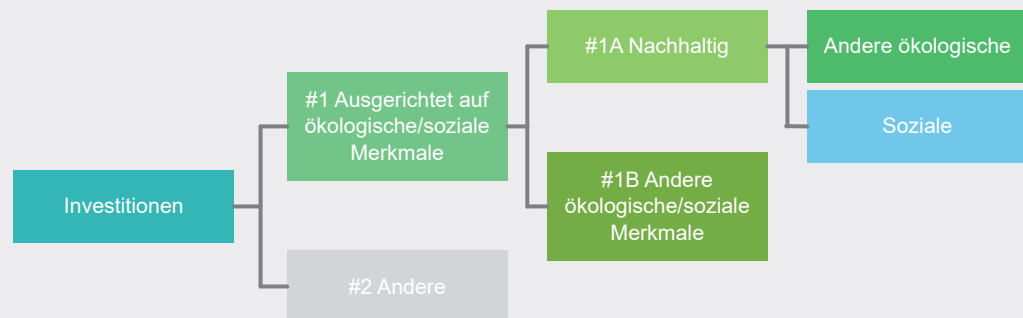 Investitionen
#1 Ausgerichtet auf
ökologische/soziale
Merkmale
#2 Andere
#1A Nachhaltig
#1B Andere
ökologische/soziale
Merkmale
Andere ökologische
Soziale